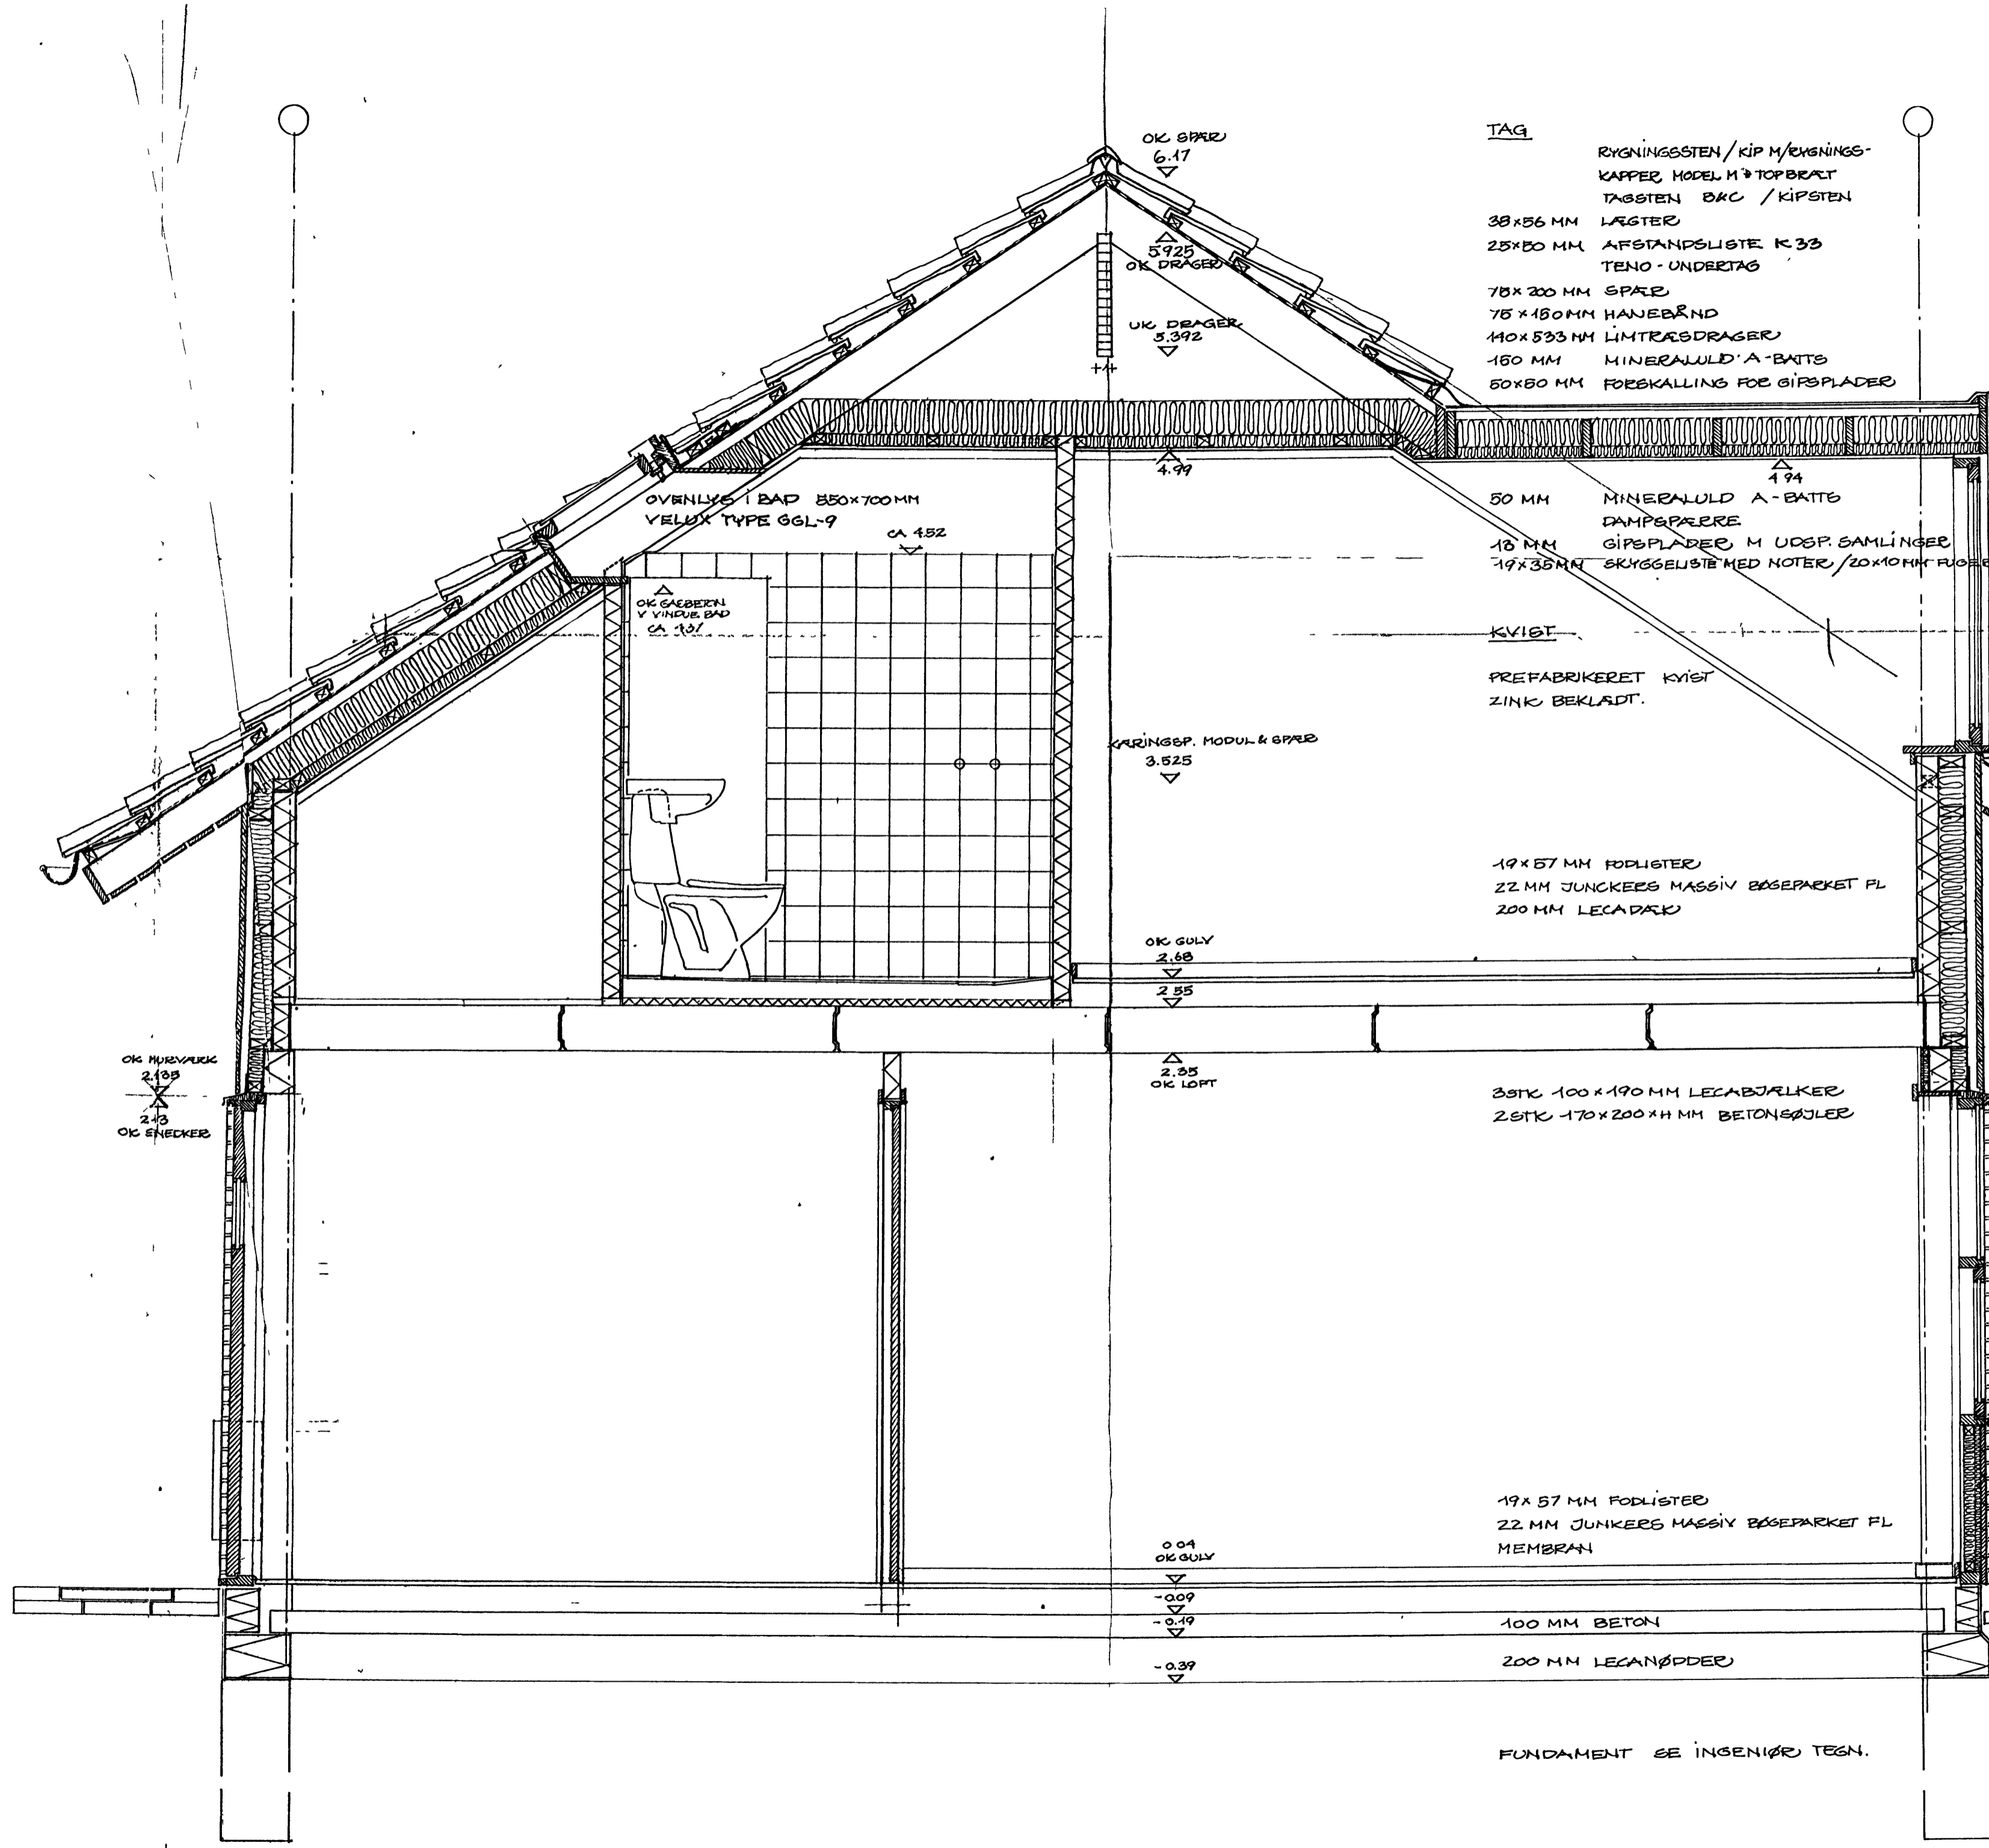 OK SPÆR
6.17
5.925
OK DRAGER
UK DRAGER
5.392
TAG
RYGNINGSSTEN / KIP M/RYGNINGS-
KAPPER MODEL M TOPBRÆT
TAGSTEN B&C / KIPSTEN
38×56 MM LÆGTER
25×50 MM AFSTANDSLISTE K 33
TENO - UNDERTAG
75×200 MM SPÆR
75×150 MM HANEBÅND
140×533 MM LIMTRÆSDRAGER
150 MM MINERALULD A-BATTS
50×50 MM FORSKALLING FOR GIPSPLADER
4.99
4.94
50 MM MINERALULD A-BATTS
DAMPSPÆRRE
13 MM GIPSPLADER M UDSP. SAMLINGER
19×35 MM SKYGGELISTE MED NOTER / 20×10 MM FUGER
OVENLYS I BAD 550×700 MM
VELUX TYPE GGL-9
CA 4.52
OK
V VINDUE BAD
CA
KVIST
PREFABRIKERET KVIST
ZINK BEKLÆDT.
SKÆRINGSP. MODUL & SPÆR
3.525
19×57 MM FODLISTER
22 MM JUNCKERS MASSIV BØGEPARKET FL
200 MM LECADÆK
OK GULV
2.68
2.55
2.35
OK LOFT
OK MURVÆRK
2.135
2.13
OK SNEDKER
3 STK 100×190 MM LECABJÆLKER
2 STK 170×200×H MM BETONSØJLER
19×57 MM FODLISTER
22 MM JUNKERS MASSIV BØGEPARKET FL
MEMBRAN
0.04
OK GULV
-0.09
-0.19
100 MM BETON
-0.39
200 MM LECANØDDER
FUNDAMENT SE INGENIØR TEGN.